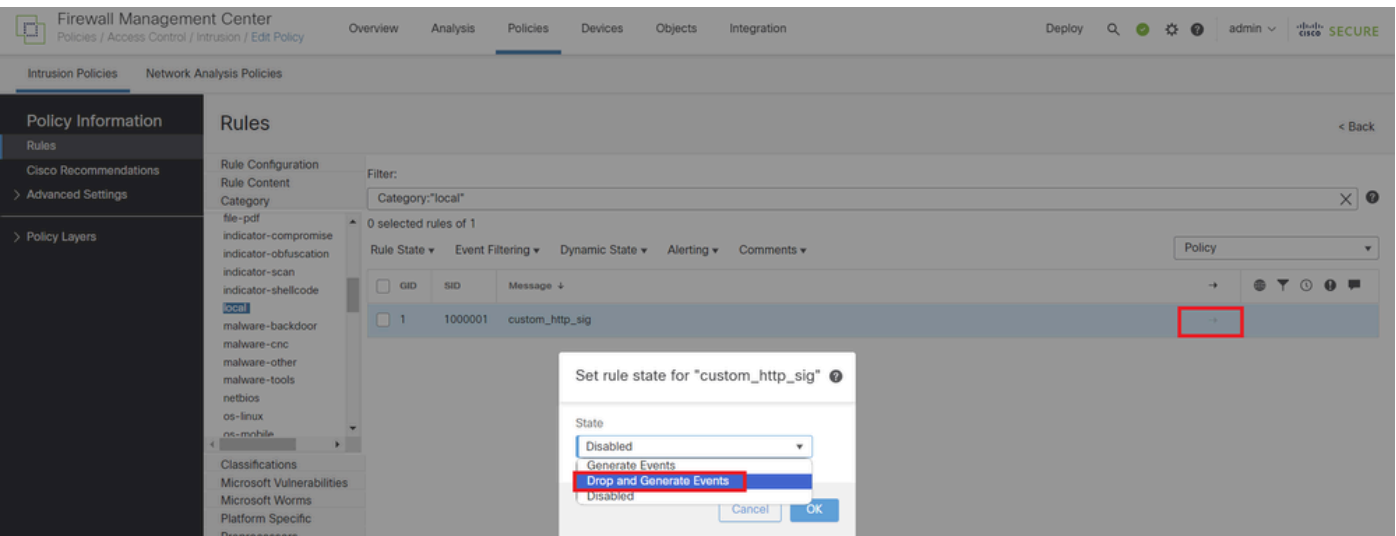 Firewall Management Center
Policies / Access Control / Intrusion / Edit Policy
Overview Analysis Policies Devices Objects Integration
Deploy admin cisco SECURE
Intrusion Policies Network Analysis Policies
Policy Information
Rules
Cisco Recommendations
> Advanced Settings
> Policy Layers
Rules
< Back
Rule Configuration
Rule Content
Category
file-pdf
indicator-compromise
indicator-obfuscation
indicator-scan
indicator-shellcode
local
malware-backdoor
malware-cnc
malware-other
malware-tools
netbios
os-linux
os-mobile
Classifications
Microsoft Vulnerabilities
Microsoft Worms
Platform Specific
Preprocessors
Filter:
Category:"local"
0 selected rules of 1
Rule State Event Filtering Dynamic State Alerting Comments
Policy
GID SID Message
1 1000001 custom_http_sig
Set rule state for "custom_http_sig"
State
Disabled
Generate Events
Drop and Generate Events
Disabled
Cancel OK